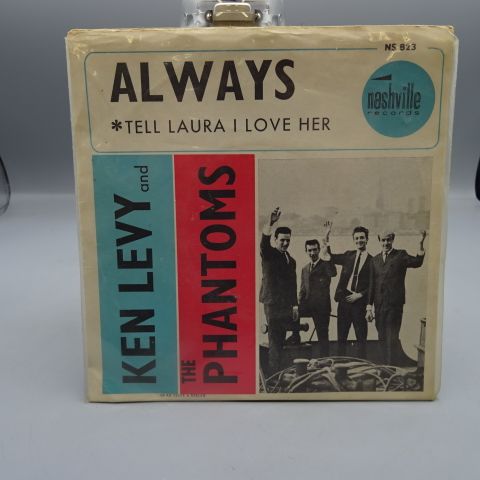 NS 823
ALWAYS
*TELL LAURA I LOVE HER
nashville
records
KEN LEVY and
THE PHANTOMS